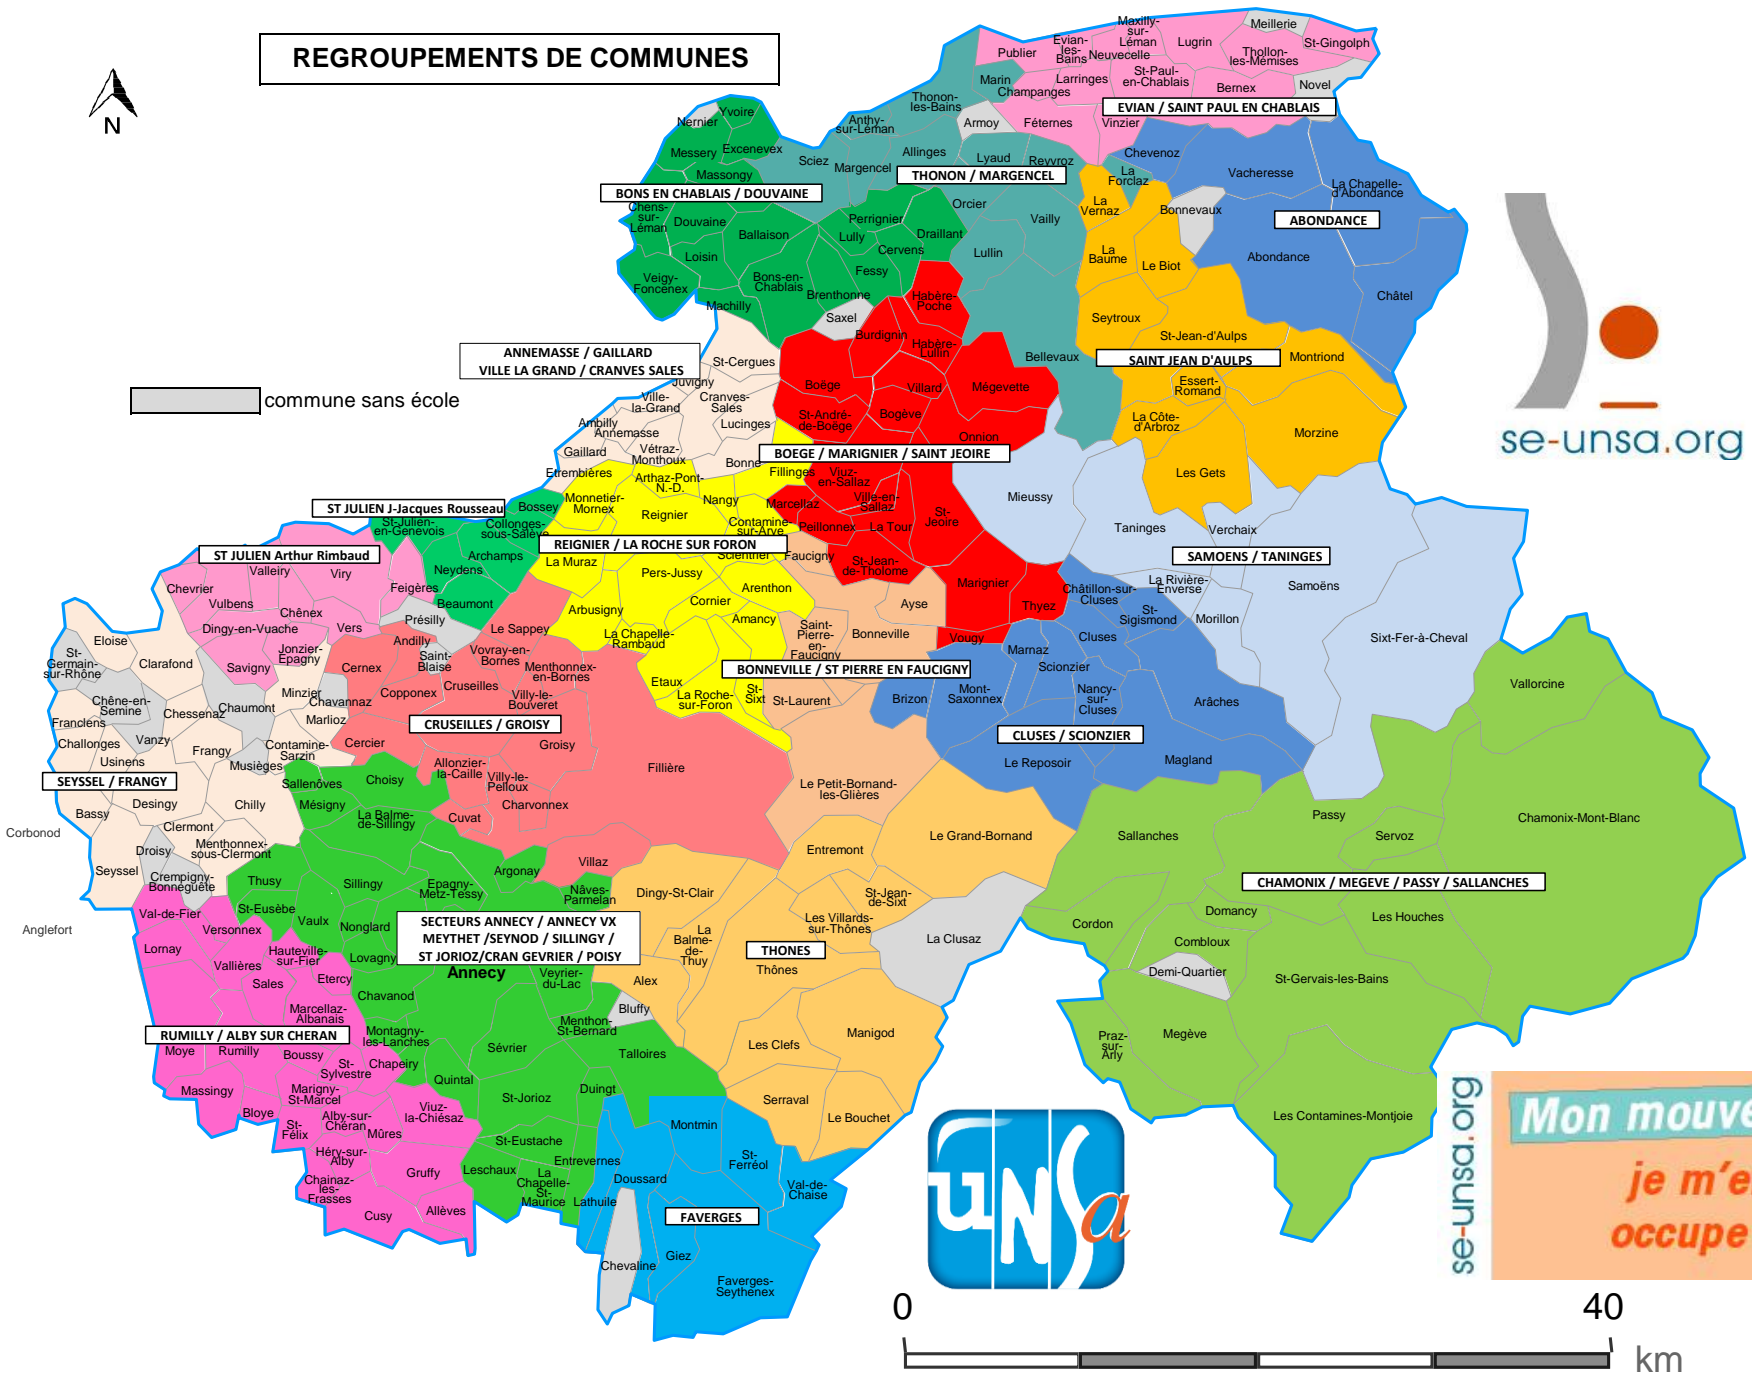 REGROUPEMENTS DE COMMUNES
N
commune sans école
se-unsa.org
EVIAN / SAINT PAUL EN CHABLAIS
Publier
Evian-
les-
Bains
Maxilly-
sur-
Léman
Neuvecelle
Lugrin
Meillerie
St-Gingolph
Thollon-
les-Mémises
Novel
Bernex
St-Paul-
en-Chablais
Larringes
Champanges
Féternes
Vinzier
THONON / MARGENCEL
Marin
Thonon-
les-Bains
Armoy
Anthy-
sur-Léman
Sciez
Margencel
Allinges
Lyaud
Reyvroz
La
Forclaz
Orcier
Vailly
Lullin
Bellevaux
BONS EN CHABLAIS / DOUVAINE
Nernier
Yvoire
Messery
Excenevex
Massongy
Chens-
sur-
Léman
Douvaine
Ballaison
Loisin
Veigy-
Foncenex
Machilly
Bons-en-
Chablais
Brenthonne
Perrignier
Lully
Cervens
Draillant
Fessy
Saxel
ABONDANCE
Chevenoz
Vacheresse
La Chapelle-
d'Abondance
Bonnevaux
Abondance
Châtel
SAINT JEAN D'AULPS
La
Vernaz
La
Baume
Le Biot
Seytroux
St-Jean-d'Aulps
Montriond
Essert-
Romand
La Côte-
d'Arbroz
Morzine
Les Gets
ANNEMASSE / GAILLARD
VILLE LA GRAND / CRANVES SALES
St-Cergues
Juvigny
Ville-
la-Grand
Cranves-
Sales
Ambilly
Annemasse
Lucinges
Gaillard
Vétraz-
Monthoux
Bonne
Etrembières
BOEGE / MARIGNIER / SAINT JEOIRE
Habère-
Poche
Burdignin
Habère-
Lullin
Boëge
Villard
Mégevette
St-André-
de-Boëge
Bogève
Onnion
Viuz-
en-Sallaz
Ville-en-
Sallaz
Marcellaz
Peillonnex
La Tour
St-
Jeoire
St-Jean-
de-Tholome
Marignier
Thyez
Vougy
REIGNIER / LA ROCHE SUR FORON
Fillinges
Arthaz-Pont-
N.-D.
Monnetier-
Mornex
Nangy
Reignier
Contamine-
sur-Arve
Scientrier
La Muraz
Pers-Jussy
Arenthon
Cornier
Arbusigny
Amancy
La Chapelle-
Rambaud
Etaux
La Roche-
sur-Foron
St-
Sixt
ST JULIEN J-Jacques Rousseau
St-Julien-
en-Genevois
Bossey
Collonges-
sous-Salève
Archamps
Neydens
Beaumont
ST JULIEN Arthur Rimbaud
Chevrier
Valleiry
Viry
Feigères
Vulbens
Chênex
Dingy-en-Vuache
Vers
Jonzier-
Epagny
Savigny
Présilly
SAMOENS / TANINGES
Mieussy
Taninges
Verchaix
La Rivière-
Enverse
Samoëns
Morillon
Sixt-Fer-à-Cheval
BONNEVILLE / ST PIERRE EN FAUCIGNY
Faucigny
Ayse
Bonneville
Saint-
Pierre-
en-
Faucigny
St-Laurent
Le Petit-Bornand-
les-Glières
CLUSES / SCIONZIER
Châtillon-sur-
Cluses
St-
Sigismond
Cluses
Marnaz
Scionzier
Nancy-
sur-
Cluses
Mont-
Saxonnex
Brizon
Arâches
Magland
Le Reposoir
CRUSEILLES / GROISY
Le Sappey
Andilly
Saint-
Blaise
Vovray-en-
Bornes
Menthonnex-
en-Bornes
Cernex
Copponex
Cruseilles
Villy-le-
Bouveret
Groisy
Cercier
Allonzier-
la-Caille
Villy-le-
Pelloux
Charvonnex
Cuvat
Fillière
Villaz
SEYSSEL / FRANGY
Eloise
St-
Germain-
sur-Rhône
Clarafond
Chêne-en-
Semine
Franclens
Vanzy
Chessenaz
Chaumont
Minzier
Chavannaz
Marlioz
Contamine-
Sarzin
Challonges
Usinens
Frangy
Musièges
Desingy
Chilly
Bassy
Clermont
Menthonnex-
sous-Clermont
Droisy
Seyssel
Crempigny-
Bonneguête
Corbonod
Anglefort
SECTEURS ANNECY / ANNECY VX
MEYTHET /SEYNOD / SILLINGY /
ST JORIOZ/CRAN GEVRIER / POISY
Annecy
Sallenôves
Choisy
Mésigny
La Balme-
de-Sillingy
Thusy
Sillingy
Epagny-
Metz-Tessy
Argonay
Nâves-
Parmelan
St-Eusèbe
Vaulx
Nonglard
Lovagny
Chavanod
Montagny-
les-Lanches
Veyrier-
du-Lac
Bluffy
Menthon-
St-Bernard
Talloires
Sévrier
Quintal
St-Jorioz
Duingt
St-Eustache
Entrevernes
Leschaux
La
Chapelle-
St-
Maurice
RUMILLY / ALBY SUR CHERAN
Val-de-Fier
Versonnex
Lornay
Vallières
Hauteville-
sur-Fier
Sales
Etercy
Marcellaz-
Albanais
Moye
Rumilly
Boussy
St-
Sylvestre
Chapeiry
Massingy
Marigny-
St-Marcel
Bloye
St-
Félix
Alby-sur-
Chéran
Mûres
Viuz-
la-Chiésaz
Héry-sur-
Alby
Gruffy
Chainaz-
les-
Frasses
Cusy
Allèves
THONES
Dingy-St-Clair
Entremont
Le Grand-Bornand
St-Jean-
de-Sixt
Les Villards-
sur-Thônes
La
Balme-
de-
Thuy
La Clusaz
Thônes
Alex
Manigod
Les Clefs
Serraval
Le Bouchet
FAVERGES
Montmin
St-
Ferréol
Doussard
Val-de-
Chaise
Lathuile
Chevaline
Giez
Faverges-
Seythenex
CHAMONIX / MEGEVE / PASSY / SALLANCHES
Vallorcine
Chamonix-Mont-Blanc
Passy
Servoz
Sallanches
Domancy
Les Houches
Cordon
Combloux
Demi-Quartier
St-Gervais-les-Bains
Megève
Praz-
sur-
Arly
Les Contamines-Montjoie
uNSa
se-unsa.org
Mon mouve
je m'e
occupe
0
40
km